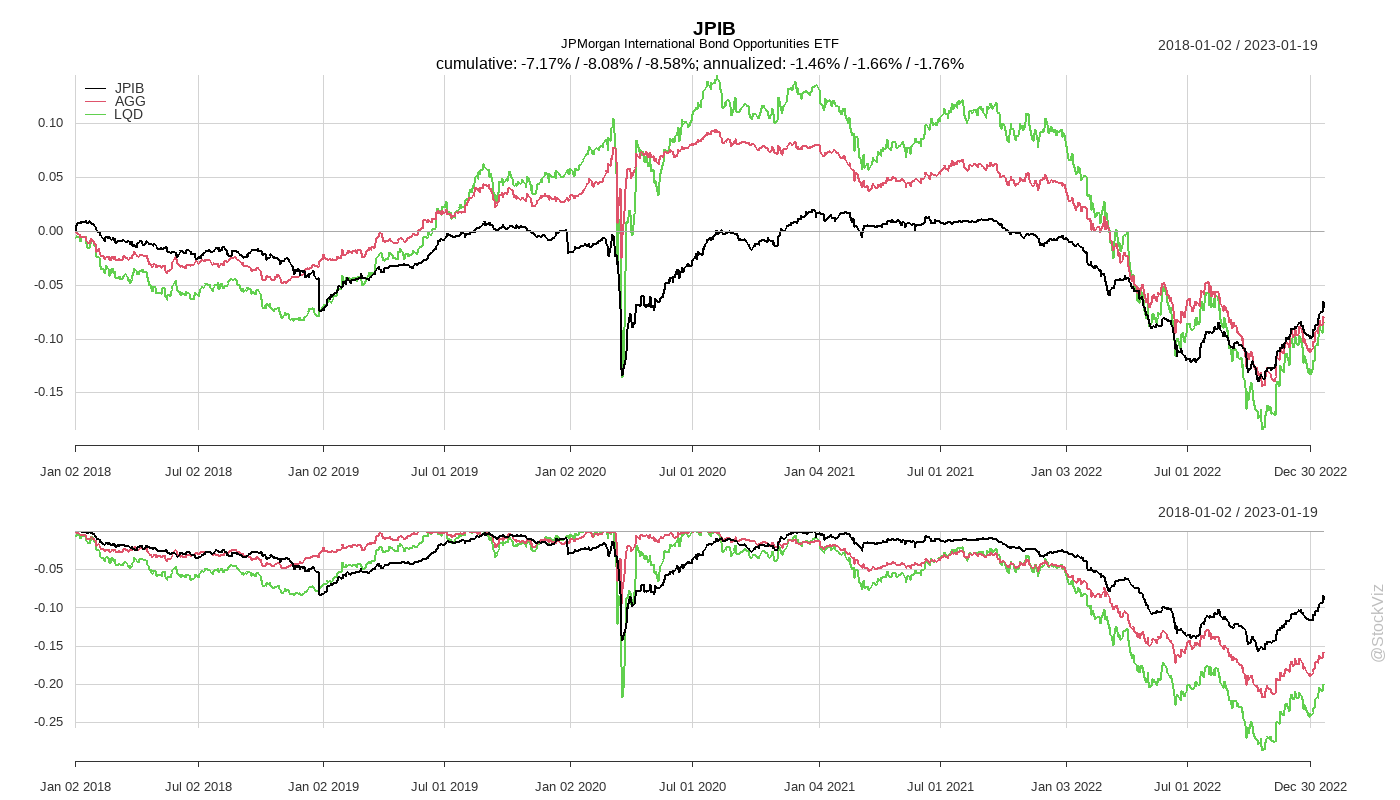 JPIB
JPMorgan International Bond Opportunities ETF
2018-01-02 / 2023-01-19
cumulative: -7.17% / -8.08% / -8.58%; annualized: -1.46% / -1.66% / -1.76%
JPIB
AGG
LQD
0.10
0.05
0.00
-0.05
-0.10
-0.15
Jan 02 2018 Jul 02 2018 Jan 02 2019 Jul 01 2019 Jan 02 2020 Jul 01 2020 Jan 04 2021 Jul 01 2021 Jan 03 2022 Jul 01 2022 Dec 30 2022
2018-01-02 / 2023-01-19
-0.05
-0.10
-0.15
-0.20
-0.25
Jan 02 2018 Jul 02 2018 Jan 02 2019 Jul 01 2019 Jan 02 2020 Jul 01 2020 Jan 04 2021 Jul 01 2021 Jan 03 2022 Jul 01 2022 Dec 30 2022
@StockViz